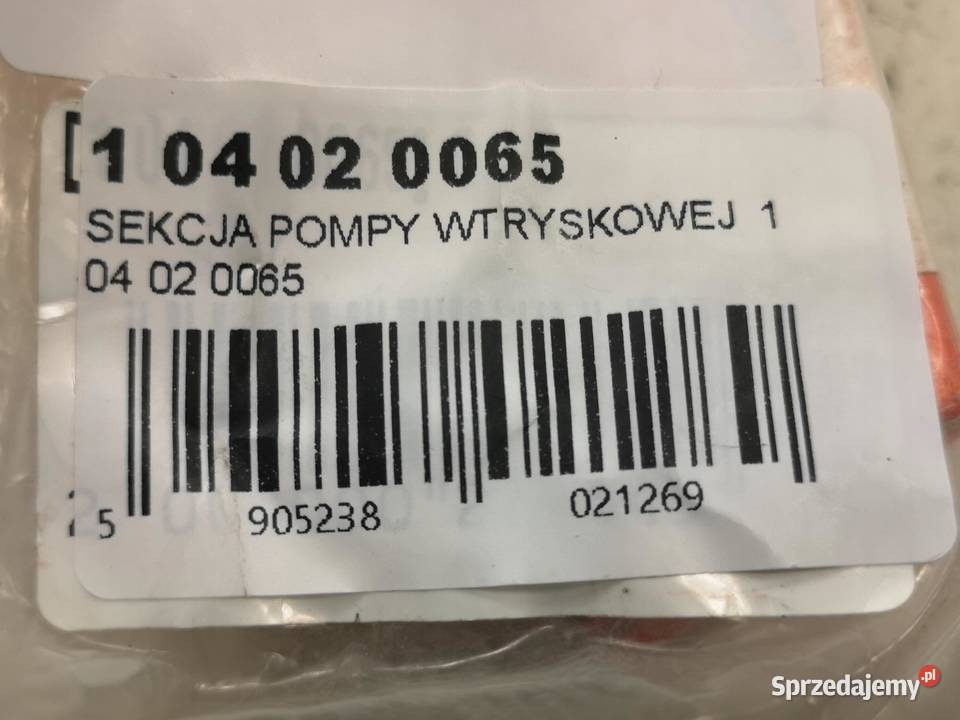 1 04 02 0065
SEKCJA POMPY WTRYSKOWEJ 1
04 02 0065
5 905238 021269
Sprzedajemy.pl